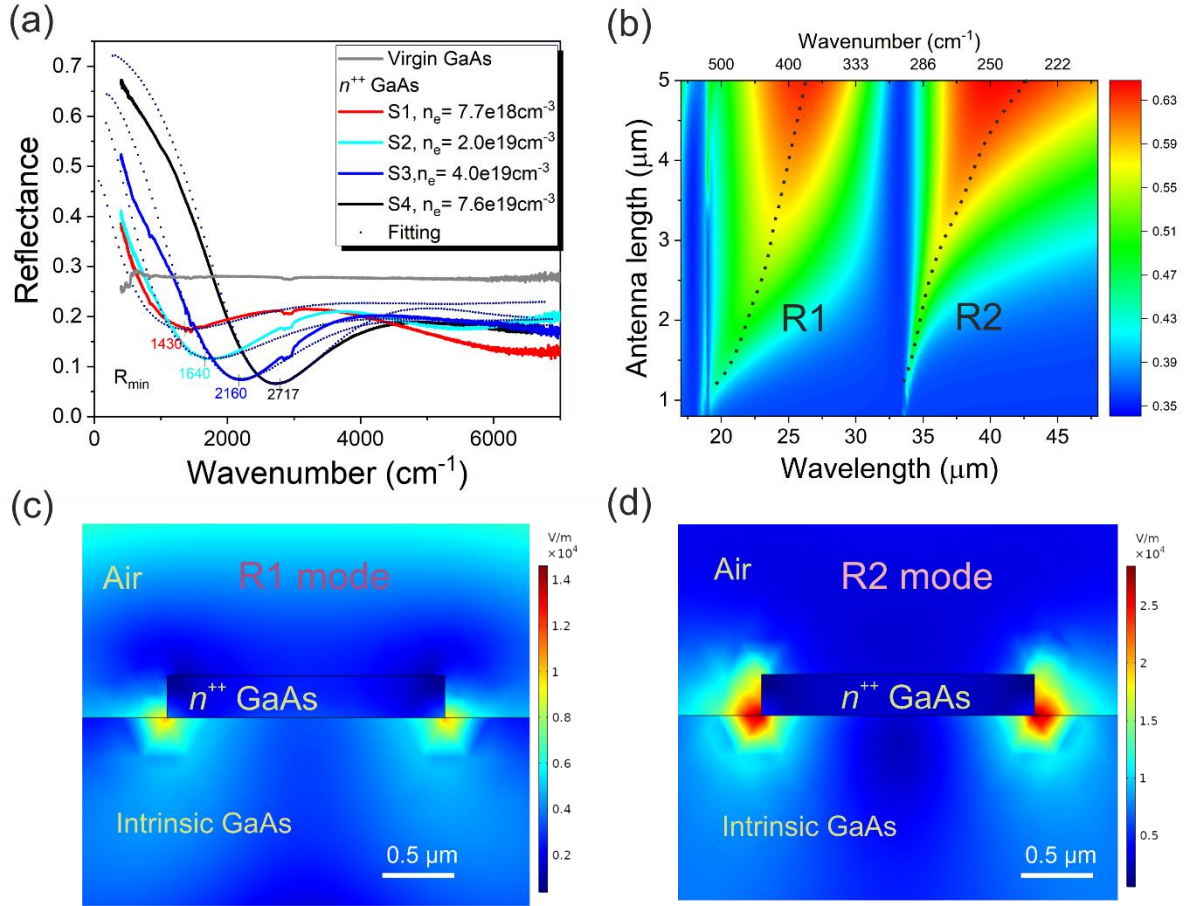 (a)
Reflectance
0.7
0.6
0.5
0.4
0.3
0.2
0.1
0.0
Virgin GaAs
n++ GaAs
S1, ne= 7.7e18cm-3
S2, ne= 2.0e19cm-3
S3,ne= 4.0e19cm-3
S4, ne= 7.6e19cm-3
Fitting
1430
1640
2160
2717
Rmin
0 2000 4000 6000
Wavenumber (cm-1)
(b)
Wavenumber (cm-1)
500 400 333 286 250 222
Antenna length (μm)
5
4
3
2
1
R1
R2
20 25 30 35 40 45
Wavelength (μm)
0.63
0.59
0.55
0.51
0.47
0.43
0.39
0.35
(c)
Air
R1 mode
n++ GaAs
Intrinsic GaAs
0.5 μm
V/m
×10⁴
1.4
1.2
1
0.8
0.6
0.4
0.2
(d)
Air
R2 mode
n++ GaAs
Intrinsic GaAs
0.5 μm
V/m
×10⁴
2.5
2
1.5
1
0.5